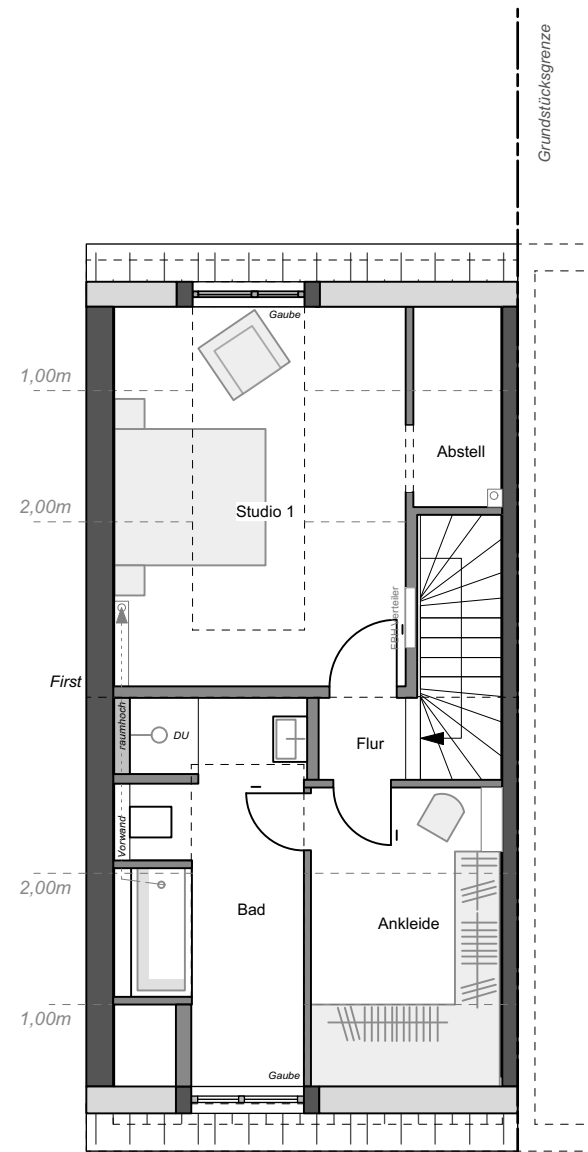 Grundstücksgrenze
Gaube
1,00m
Abstell
2,00m
Studio 1
FBH Verteiler
First
raumhoch
DU
Flur
Vorwand
2,00m
Bad
Ankleide
1,00m
Gaube